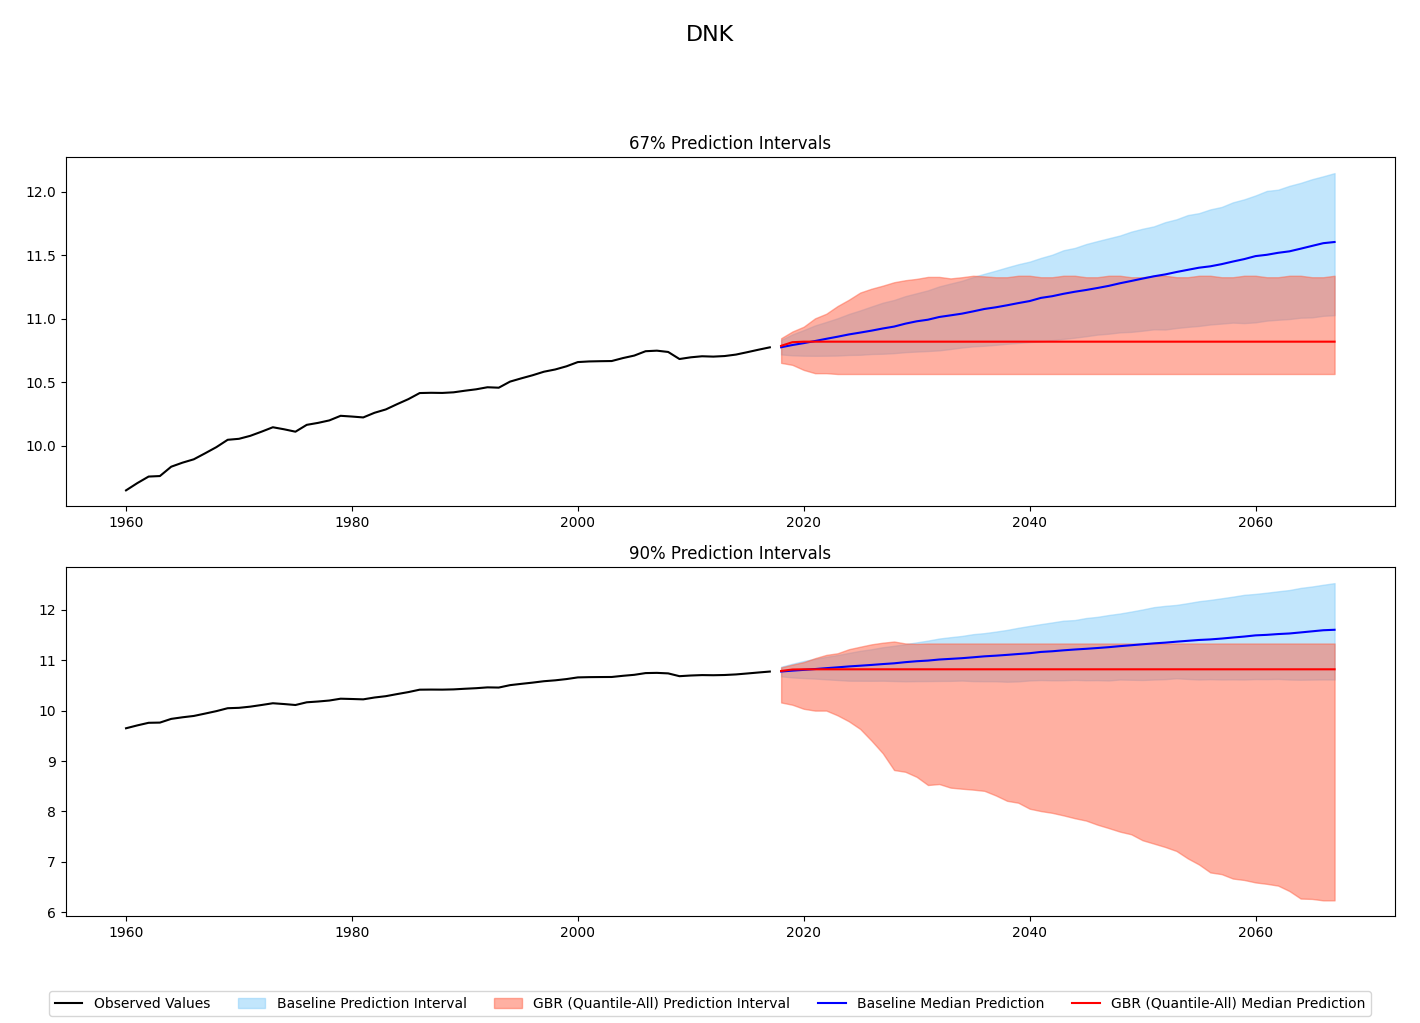 DNK
67% Prediction Intervals
12.0
11.5
11.0
10.5
10.0
1960 1980 2000 2020 2040 2060
90% Prediction Intervals
12
11
10
9
8
7
6
1960 1980 2000 2020 2040 2060
Observed Values Baseline Prediction Interval GBR (Quantile-All) Prediction Interval Baseline Median Prediction GBR (Quantile-All) Median Prediction